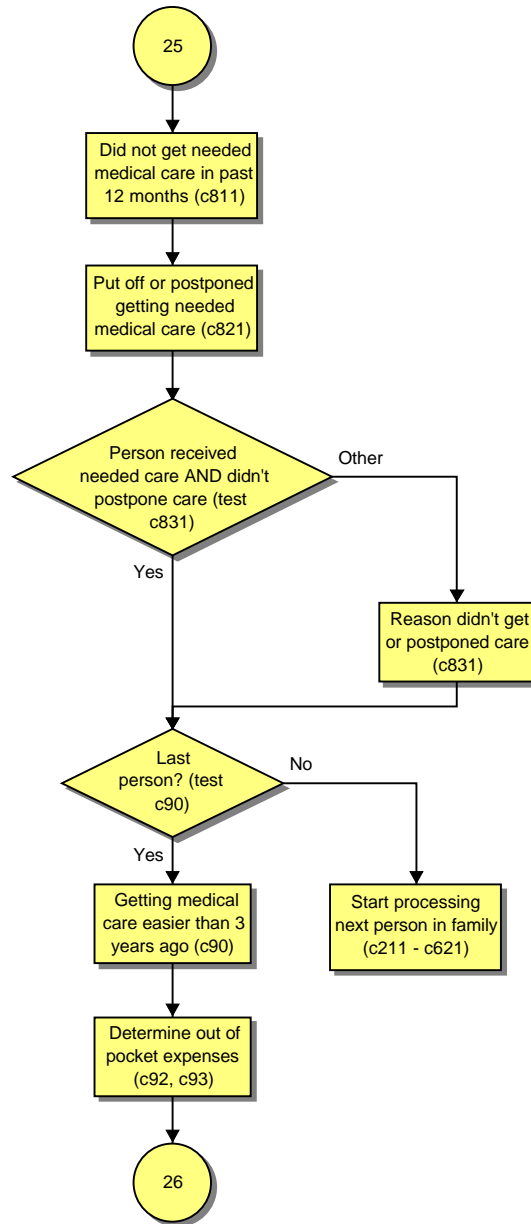 25
Did not get needed
medical care in past
12 months (c811)
Put off or postponed
getting needed
medical care (c821)
Person received
needed care AND didn't
postpone care (test
c831)
Other
Yes
Reason didn't get
or postponed care
(c831)
Last
person? (test
c90)
No
Yes
Getting medical
care easier than 3
years ago (c90)
Start processing
next person in family
(c211 - c621)
Determine out of
pocket expenses
(c92, c93)
26